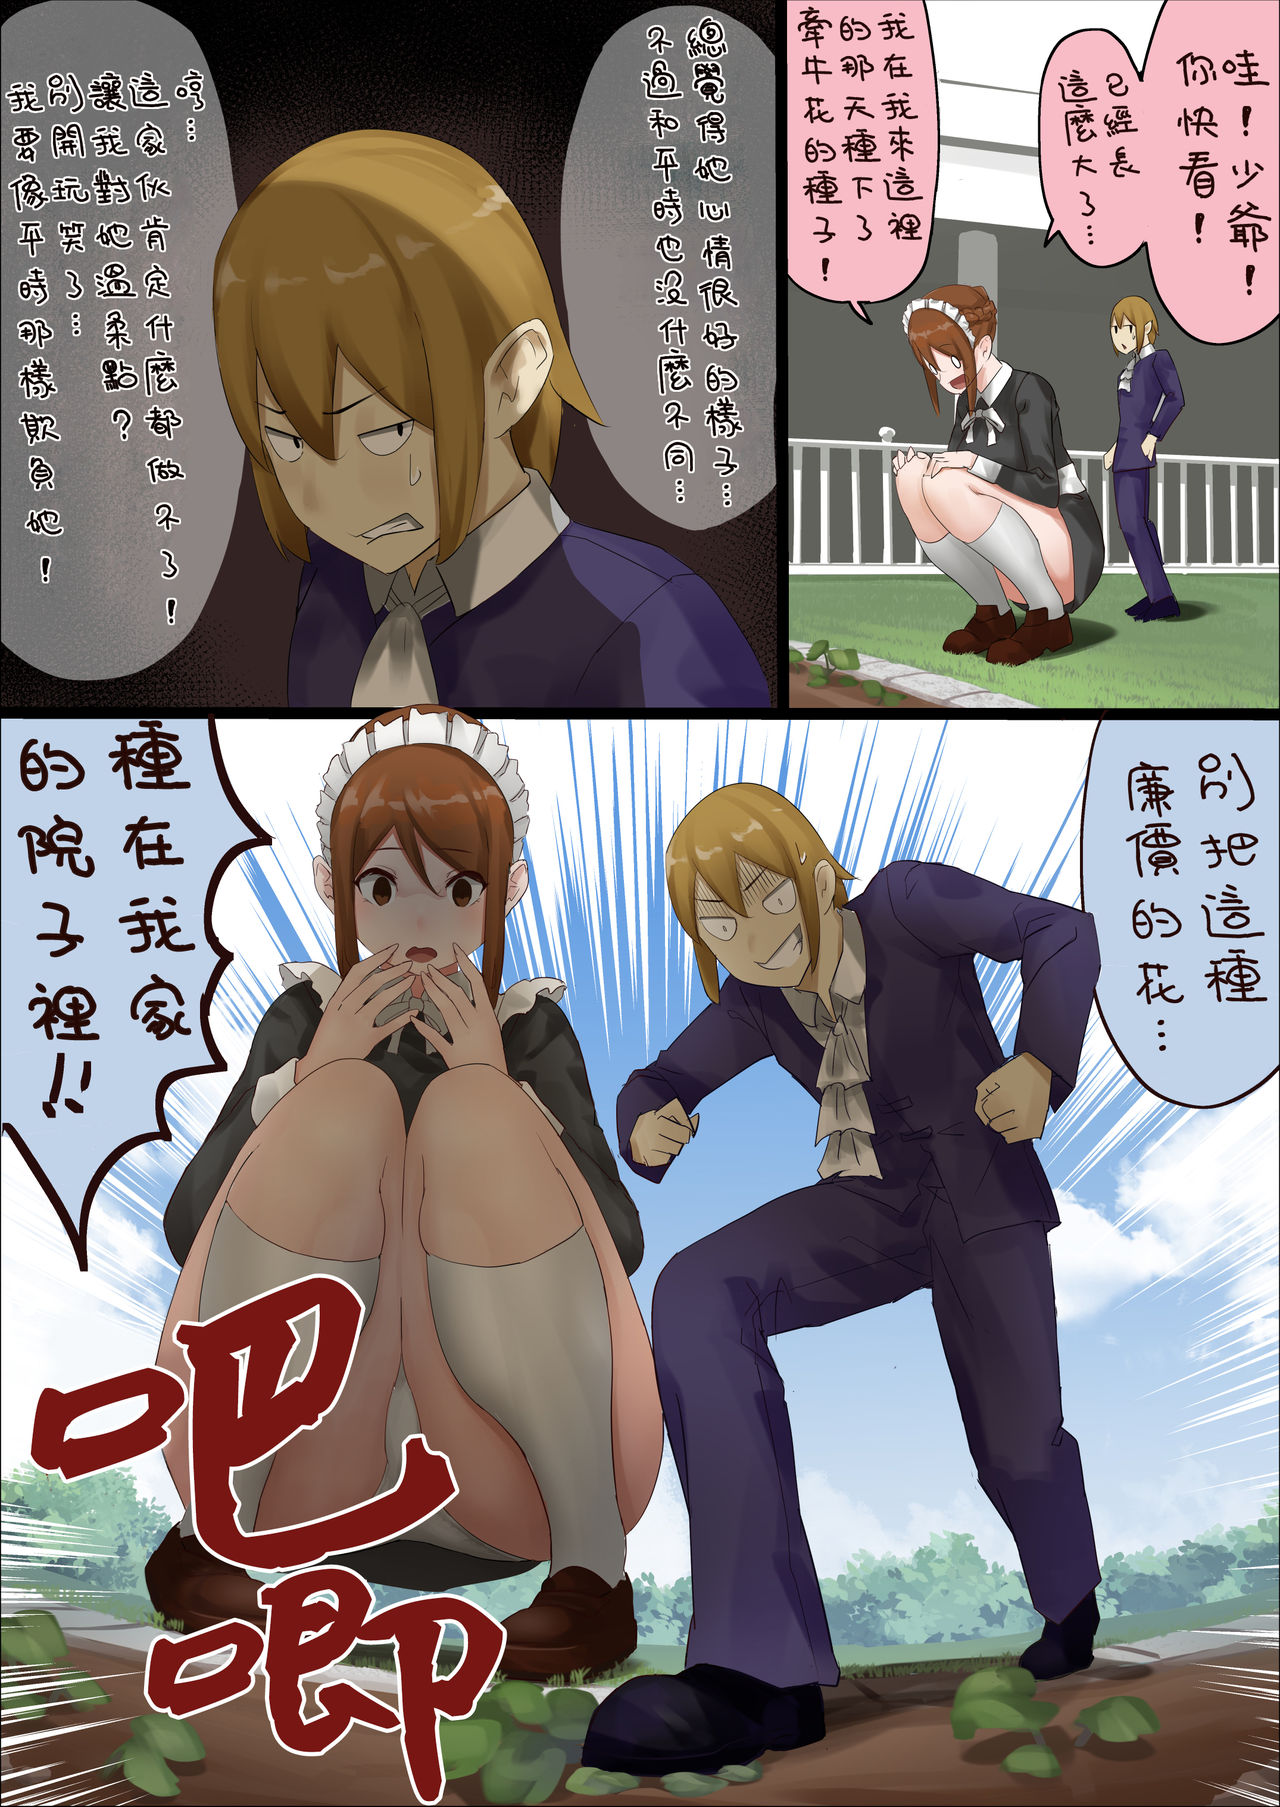 哇！少爺！
你快看！
已經長
這麼大了…
我在我來這裡
的那天種下了
牽牛花的種子！
總覺得她心情很好的樣子…
不過和平時也沒什麼不同…
哼…
這家伙肯定什麼都做不了！
讓我對她溫柔點？
別開玩笑了…
我要像平時那樣欺負她！
別把這種
廉價的花…
種在我家
的院子裡！！
吧唧